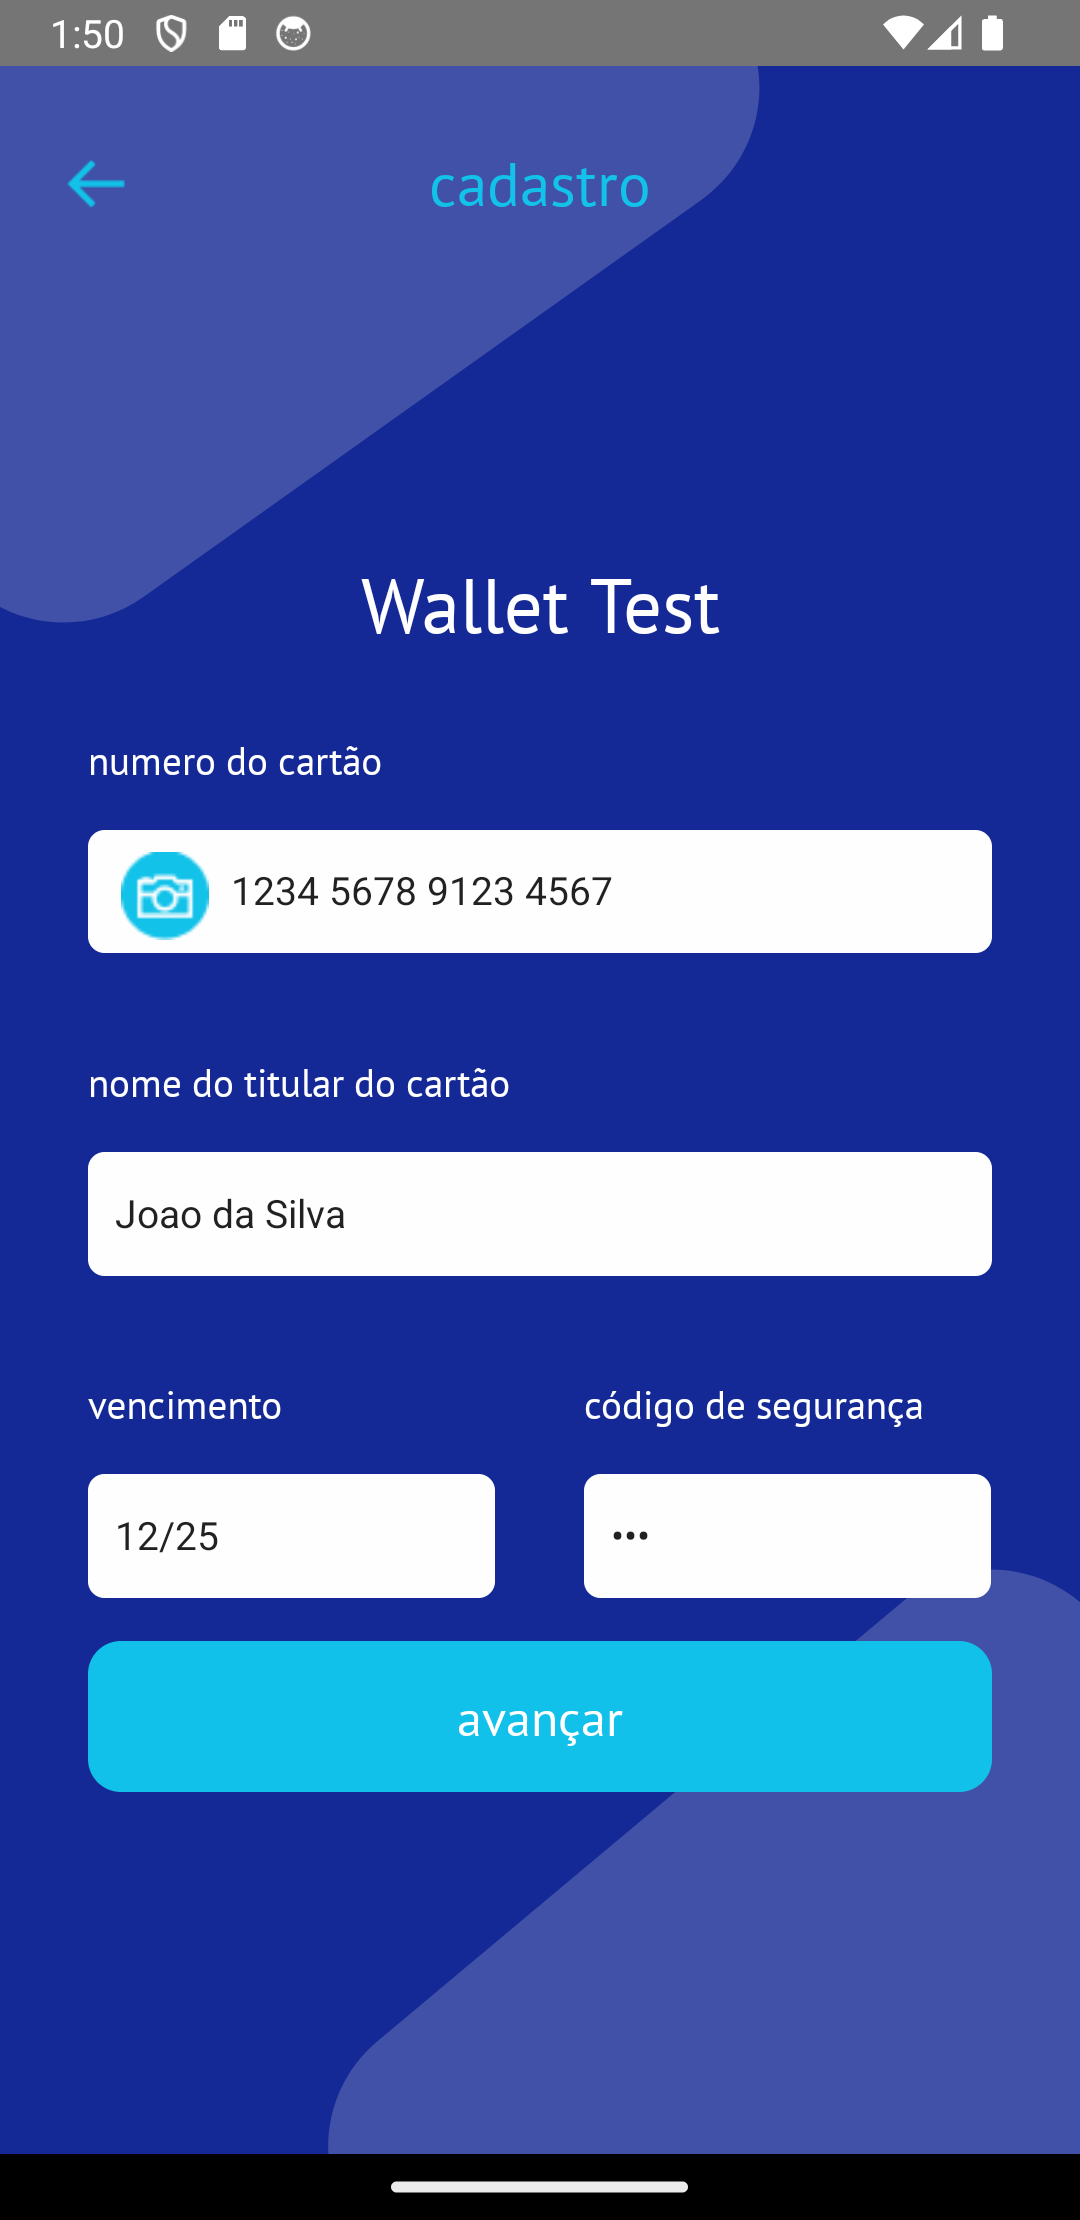 1:50
cadastro
Wallet Test
numero do cartão
1234 5678 9123 4567
nome do titular do cartão
Joao da Silva
vencimento
código de segurança
12/25
•••
avançar